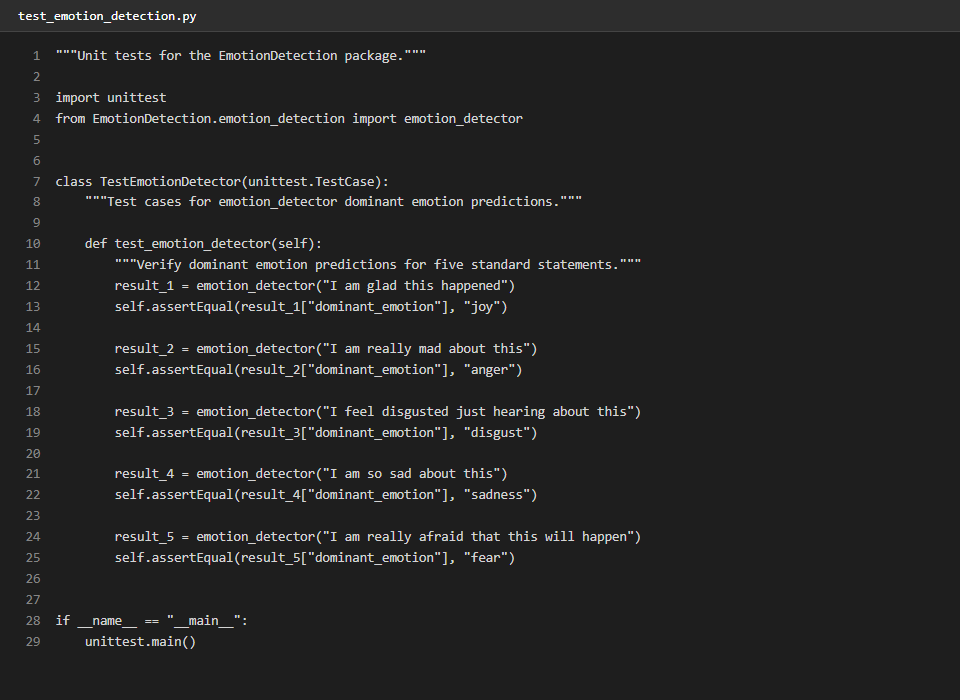 test_emotion_detection.py
1 """Unit tests for the EmotionDetection package."""
2
3 import unittest
4 from EmotionDetection.emotion_detection import emotion_detector
5
6
7 class TestEmotionDetector(unittest.TestCase):
8     """Test cases for emotion_detector dominant emotion predictions."""
9
10     def test_emotion_detector(self):
11         """Verify dominant emotion predictions for five standard statements."""
12         result_1 = emotion_detector("I am glad this happened")
13         self.assertEqual(result_1["dominant_emotion"], "joy")
14
15         result_2 = emotion_detector("I am really mad about this")
16         self.assertEqual(result_2["dominant_emotion"], "anger")
17
18         result_3 = emotion_detector("I feel disgusted just hearing about this")
19         self.assertEqual(result_3["dominant_emotion"], "disgust")
20
21         result_4 = emotion_detector("I am so sad about this")
22         self.assertEqual(result_4["dominant_emotion"], "sadness")
23
24         result_5 = emotion_detector("I am really afraid that this will happen")
25         self.assertEqual(result_5["dominant_emotion"], "fear")
26
27
28 if __name__ == "__main__":
29     unittest.main()